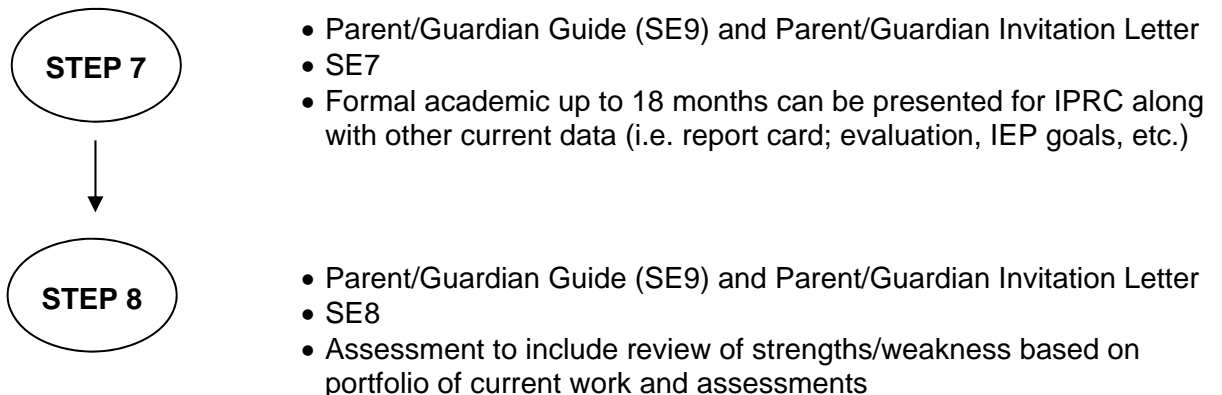 STEP 7
• Parent/Guardian Guide (SE9) and Parent/Guardian Invitation Letter
• SE7
• Formal academic up to 18 months can be presented for IPRC along
with other current data (i.e. report card; evaluation, IEP goals, etc.)
STEP 8
• Parent/Guardian Guide (SE9) and Parent/Guardian Invitation Letter
• SE8
• Assessment to include review of strengths/weakness based on
portfolio of current work and assessments